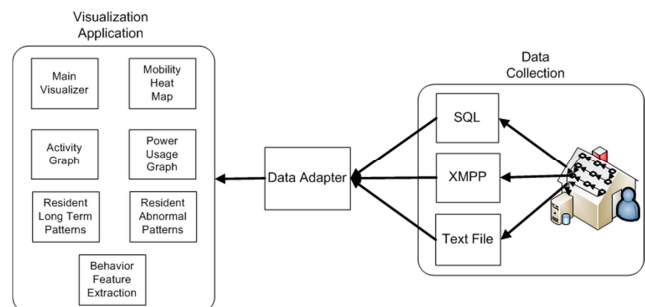 Visualization
Application
Main
Visualizer
Mobility
Heat
Map
Activity
Graph
Power
Usage
Graph
Resident
Long Term
Patterns
Resident
Abnormal
Patterns
Behavior
Feature
Extraction
Data Adapter
Data
Collection
SQL
XMPP
Text File